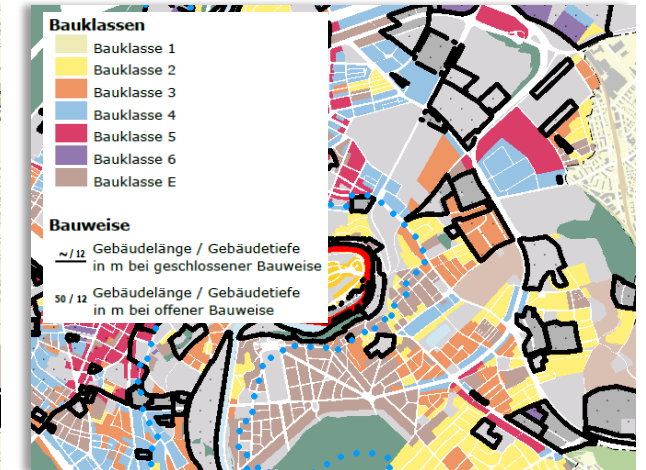 Bauklassen
Bauklasse 1
Bauklasse 2
Bauklasse 3
Bauklasse 4
Bauklasse 5
Bauklasse 6
Bauklasse E
Bauweise
~ / 12 Gebäudelänge / Gebäudetiefe
in m bei geschlossener Bauweise
50 / 12 Gebäudelänge / Gebäudetiefe
in m bei offener Bauweise